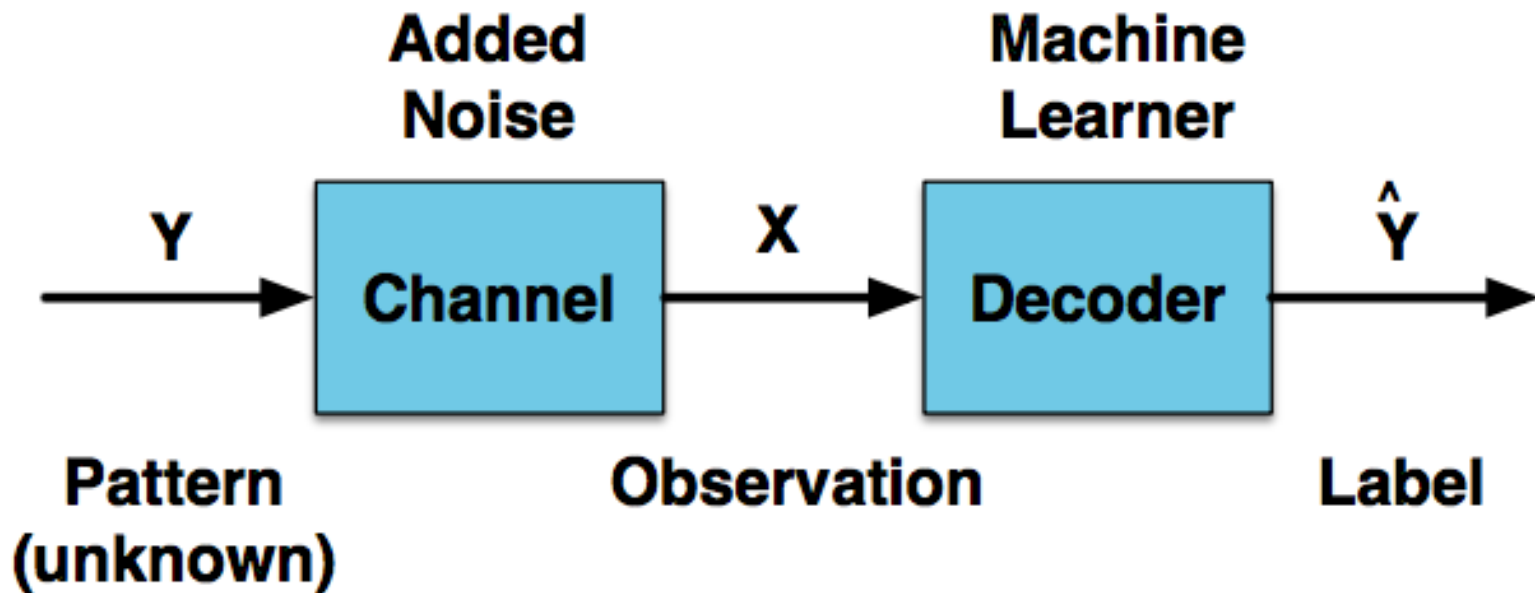 Added
Noise
Machine
Learner
Y
X
Ŷ
Channel
Decoder
Pattern
(unknown)
Observation
Label